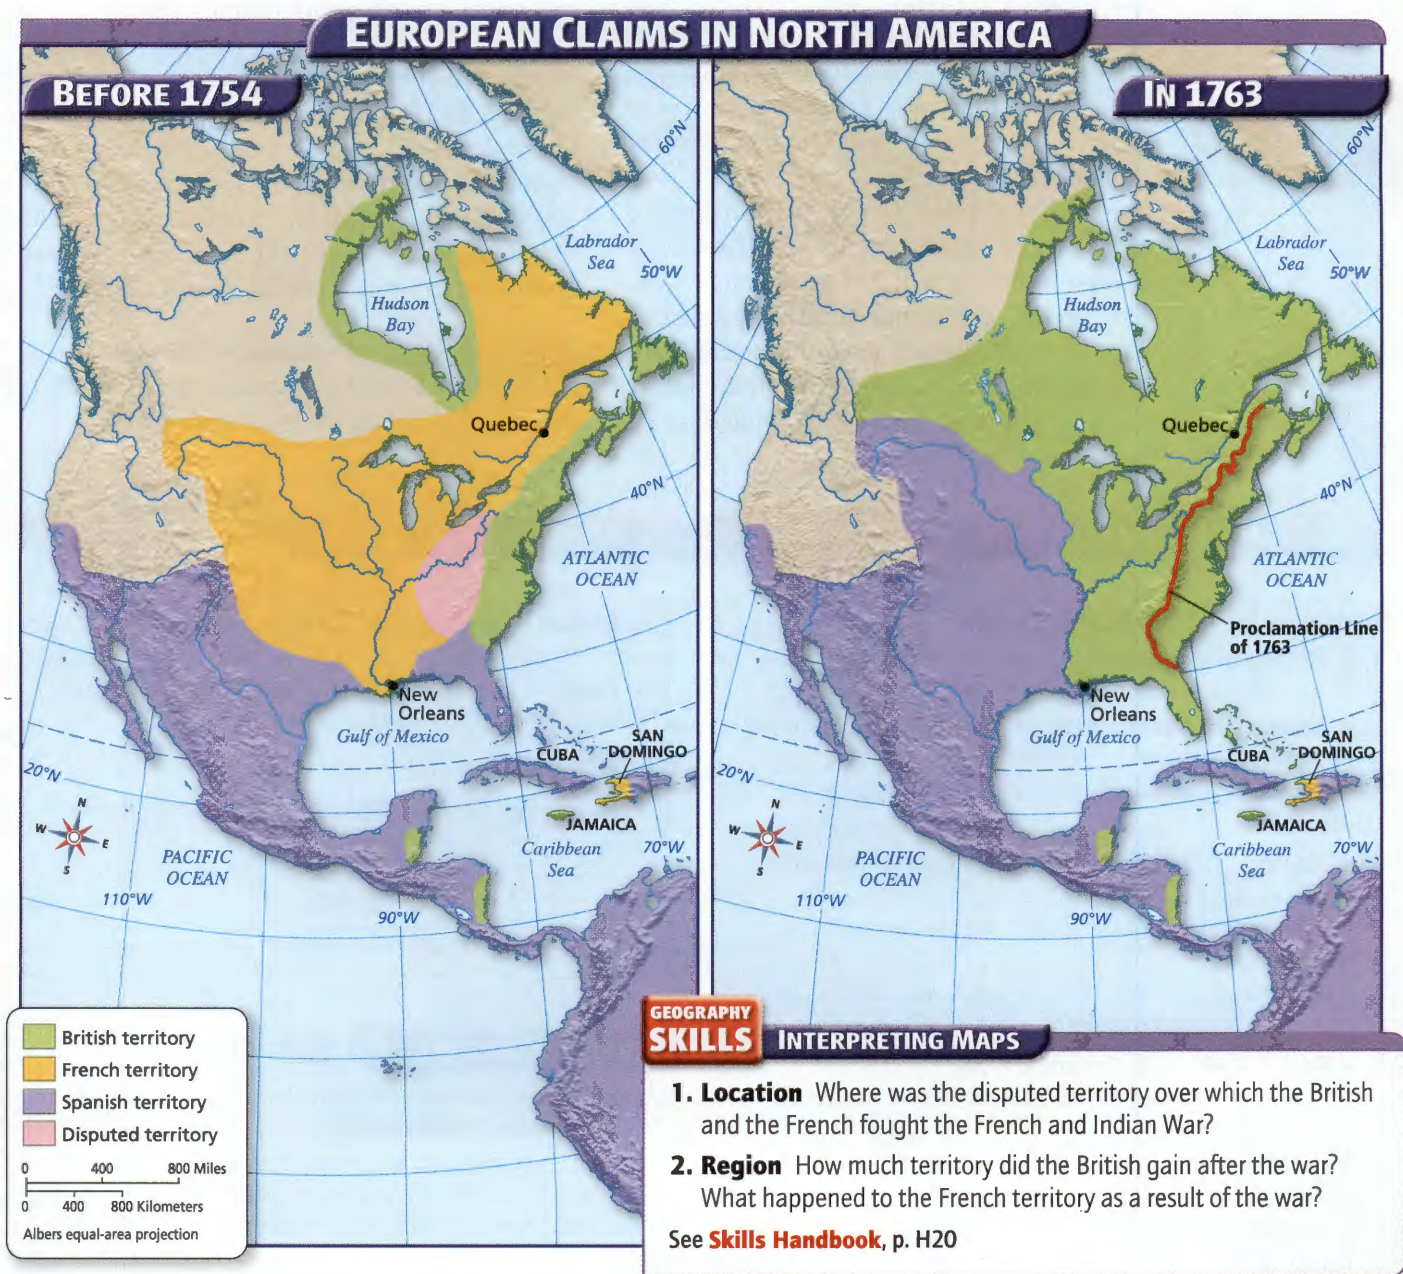 EUROPEAN CLAIMS IN NORTH AMERICA
BEFORE 1754
60°N
Labrador
Sea
50°W
Hudson
Bay
Quebec
40°N
ATLANTIC
OCEAN
New
Orleans
Gulf of Mexico
SAN
DOMINGO
CUBA
20°N
JAMAICA
N
W
E
S
PACIFIC
OCEAN
Caribbean
Sea
70°W
110°W
90°W
IN 1763
60°N
Labrador
Sea
50°W
Hudson
Bay
Quebec
40°N
ATLANTIC
OCEAN
Proclamation Line
of 1763
New
Orleans
Gulf of Mexico
SAN
DOMINGO
CUBA
20°N
JAMAICA
N
W
E
S
PACIFIC
OCEAN
Caribbean
Sea
70°W
110°W
90°W
British territory
French territory
Spanish territory
Disputed territory
0 400 800 Miles
0 400 800 Kilometers
Albers equal-area projection
GEOGRAPHY
SKILLS
INTERPRETING MAPS
1. Location Where was the disputed territory over which the British
and the French fought the French and Indian War?
2. Region How much territory did the British gain after the war?
What happened to the French territory as a result of the war?
See Skills Handbook, p. H20